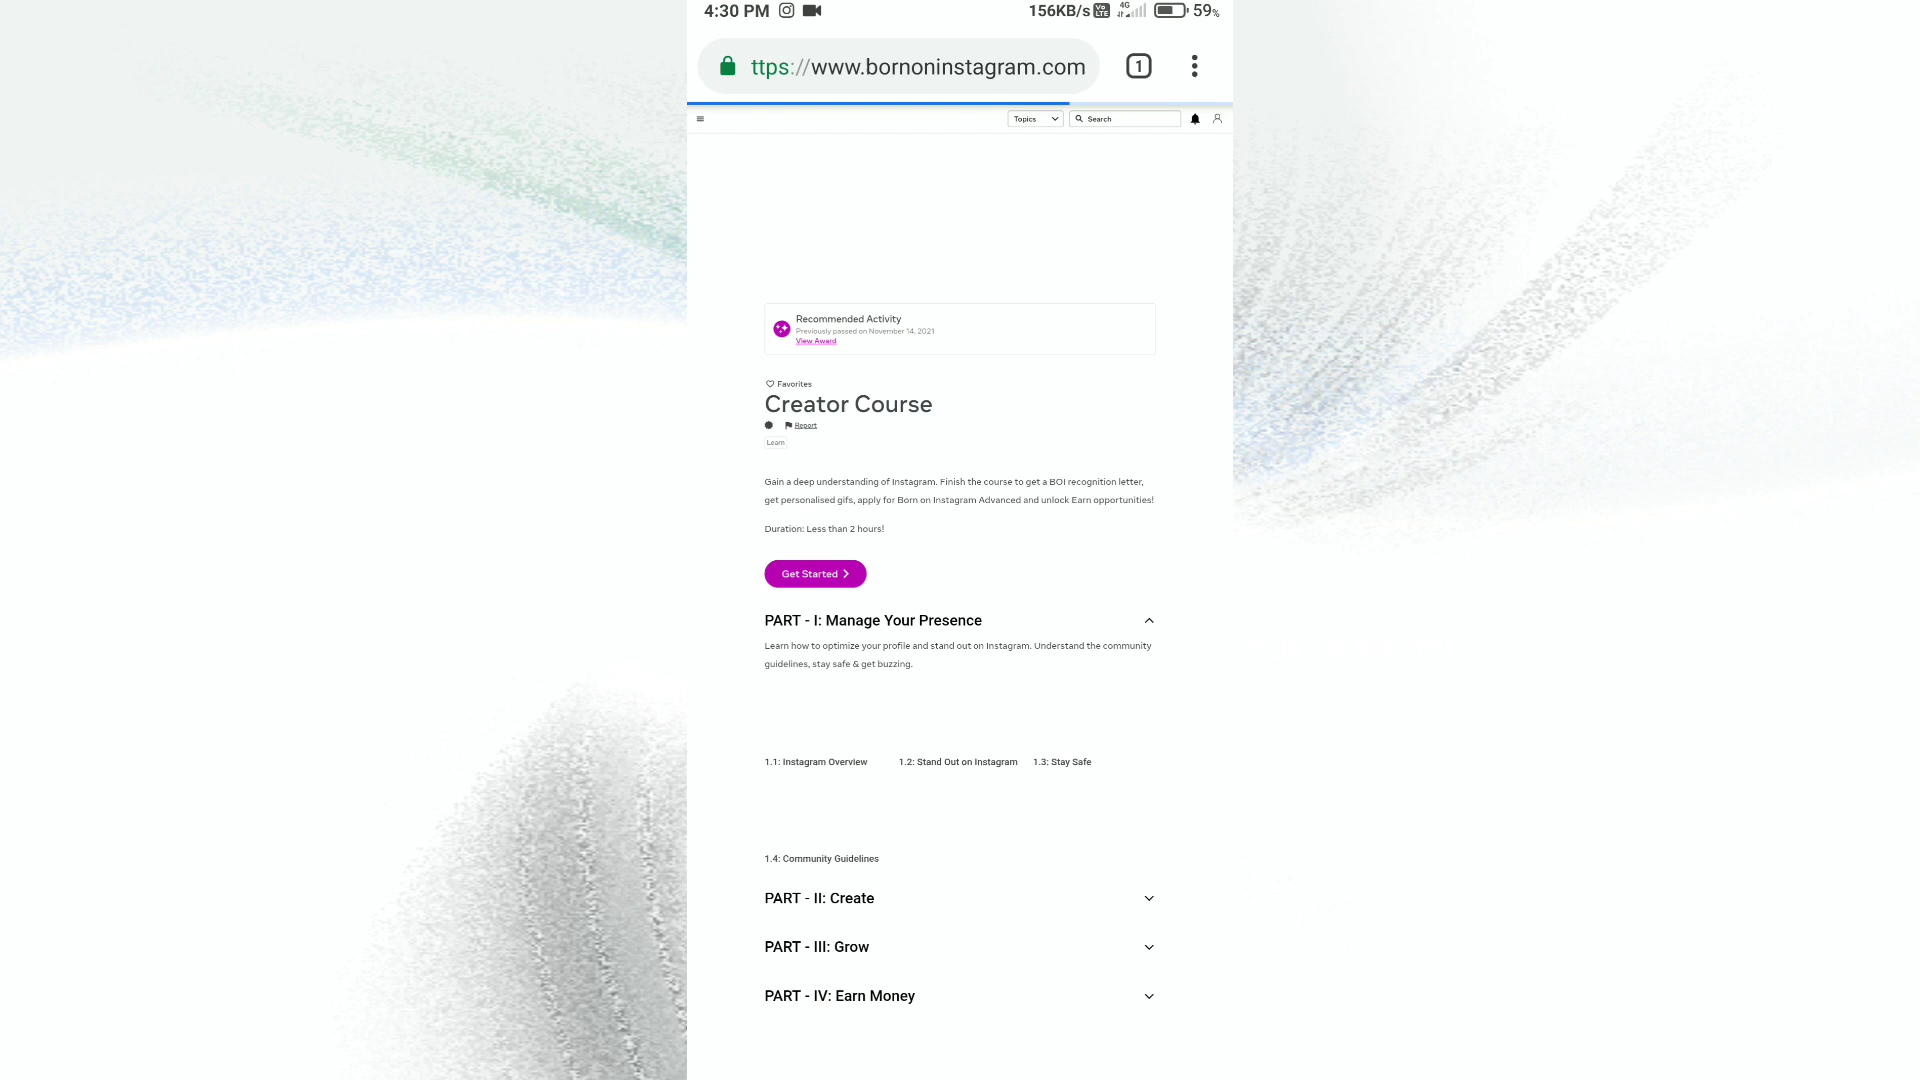 4:30 PM 156KB/s Vo LTE 4G 59%
ttps://www.bornoninstagram.com 1
Topics Search
Recommended Activity
Previously passed on November 14, 2021
View Award
Favorites
Creator Course
Report
Learn
Gain a deep understanding of Instagram. Finish the course to get a BOI recognition letter,
get personalised gifs, apply for Born on Instagram Advanced and unlock Earn opportunities!
Duration: Less than 2 hours!
Get Started
PART - I: Manage Your Presence
Learn how to optimize your profile and stand out on Instagram. Understand the community
guidelines, stay safe & get buzzing.
1.1: Instagram Overview 1.2: Stand Out on Instagram 1.3: Stay Safe
1.4: Community Guidelines
PART - II: Create
PART - III: Grow
PART - IV: Earn Money